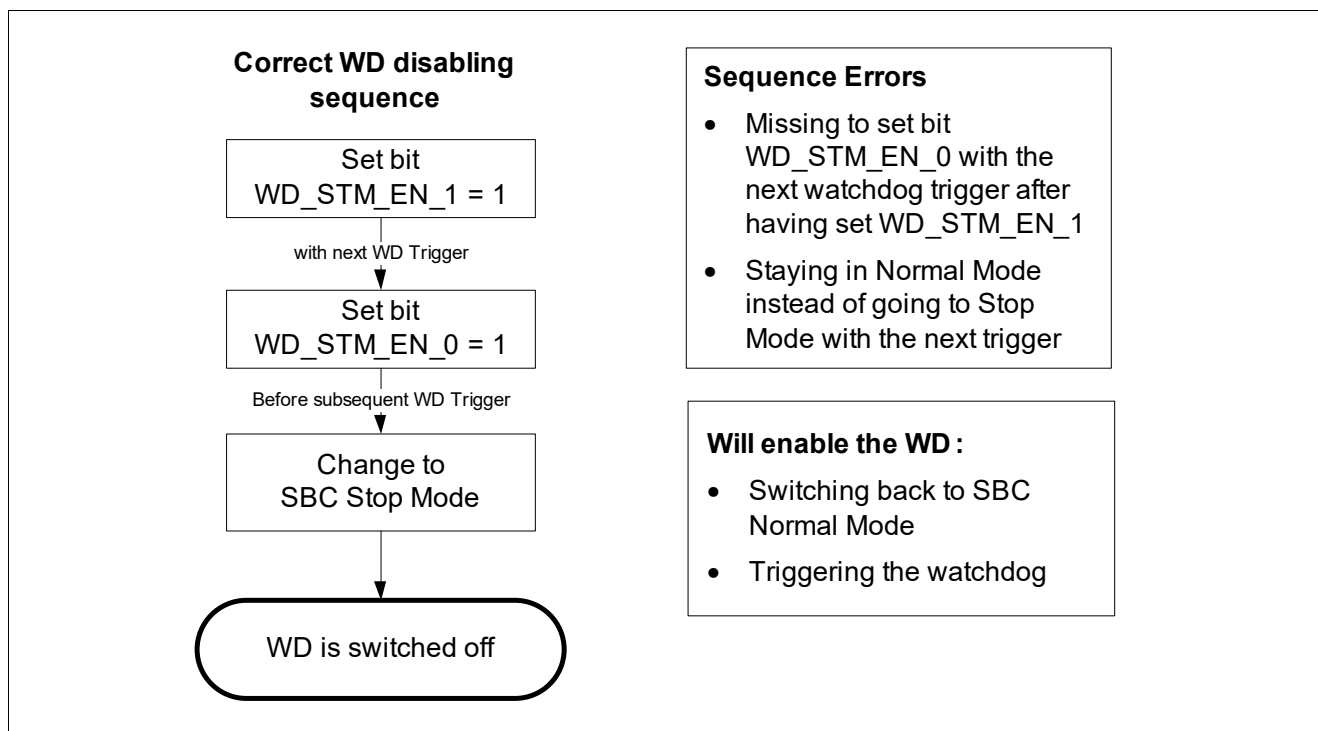 Correct WD disabling
sequence
Set bit
WD_STM_EN_1 = 1
with next WD Trigger
Set bit
WD_STM_EN_0 = 1
Before subsequent WD Trigger
Change to
SBC Stop Mode
WD is switched off
Sequence Errors
• Missing to set bit
WD_STM_EN_0 with the
next watchdog trigger after
having set WD_STM_EN_1
• Staying in Normal Mode
instead of going to Stop
Mode with the next trigger
Will enable the WD :
• Switching back to SBC
Normal Mode
• Triggering the watchdog